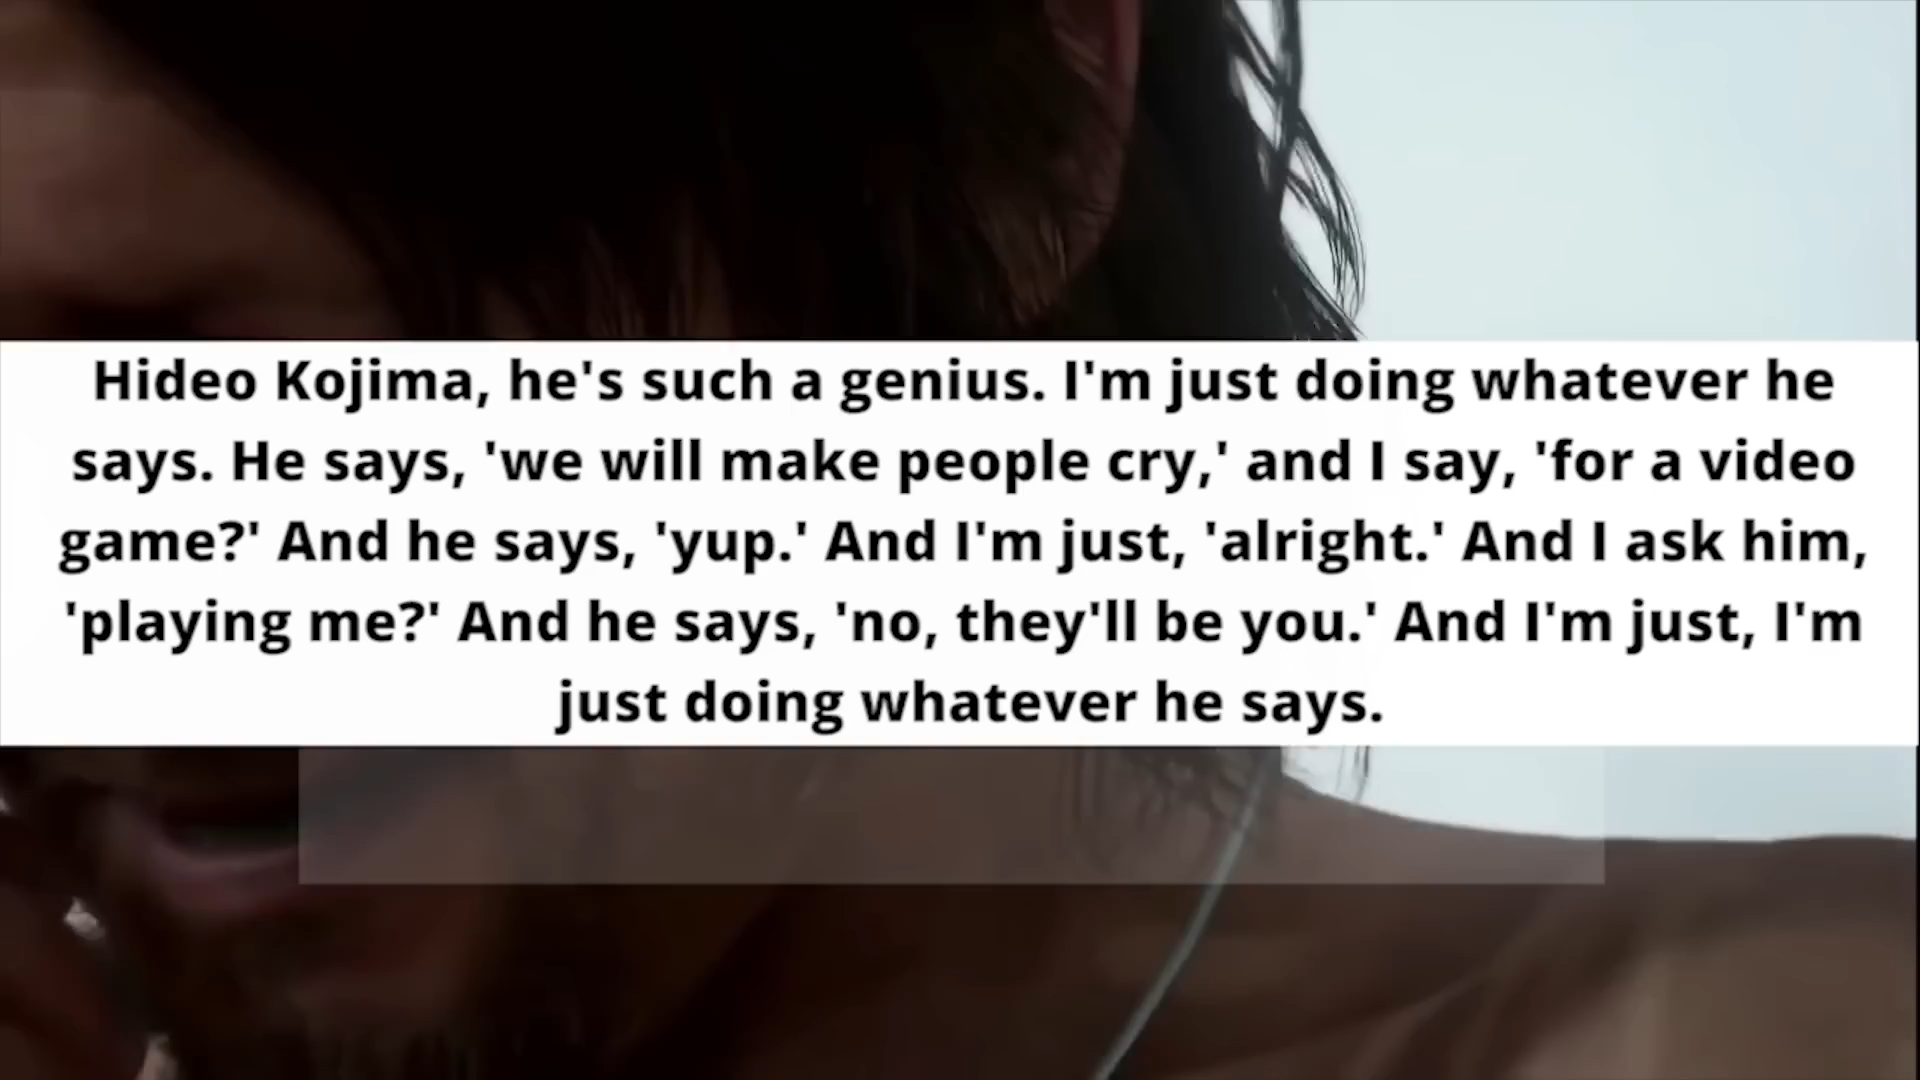 Hideo Kojima, he's such a genius. I'm just doing whatever he
says. He says, 'we will make people cry,' and I say, 'for a video
game?' And he says, 'yup.' And I'm just, 'alright.' And I ask him,
'playing me?' And he says, 'no, they'll be you.' And I'm just, I'm
just doing whatever he says.